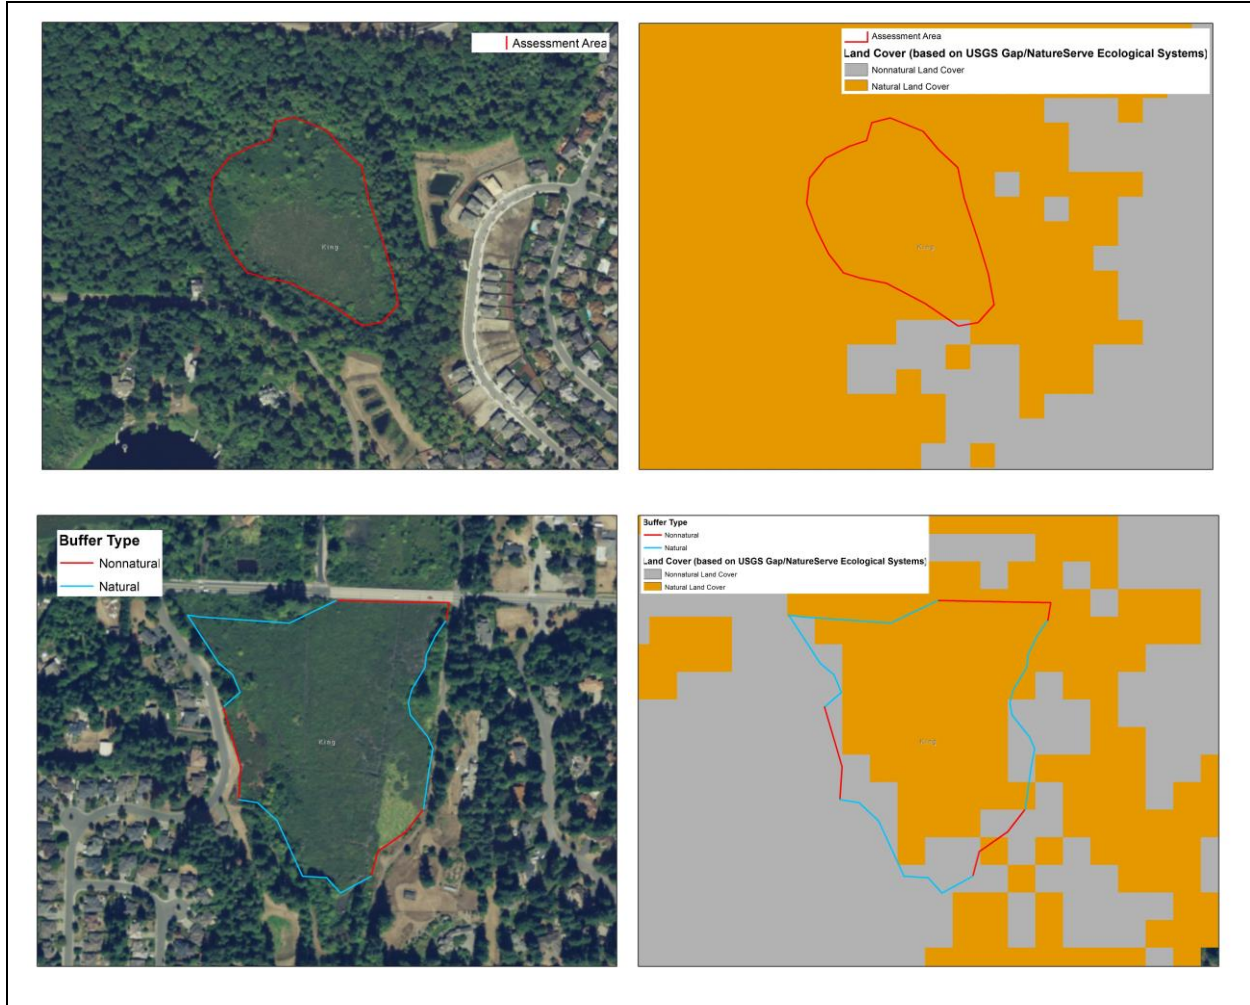 Assessment Area
King
Assessment Area
Land Cover (based on USGS Gap/NatureServe Ecological Systems)
Nonnatural Land Cover
Natural Land Cover
King
Buffer Type
Nonnatural
Natural
King
Buffer Type
Nonnatural
Natural
Land Cover (based on USGS Gap/NatureServe Ecological Systems)
Nonnatural Land Cover
Natural Land Cover
King